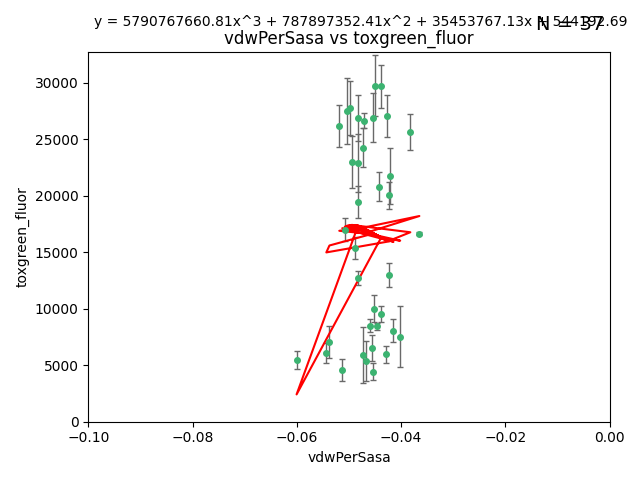 y = 5790767660.81x^3 + 787897352.41x^2 + 35453767.13x + 544192.69
N = 37
vdwPerSasa vs toxgreen_fluor
30000
25000
20000
15000
10000
5000
0
toxgreen_fluor
−0.10
−0.08
−0.06
−0.04
−0.02
0.00
vdwPerSasa